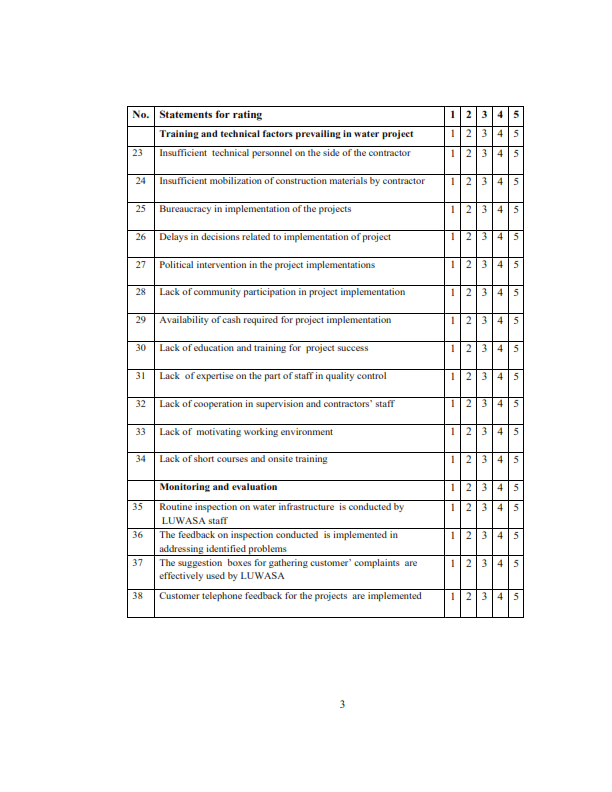 No. Statements for rating 1 2 3 4 5
Training and technical factors prevailing in water project 1 2 3 4 5
23 Insufficient technical personnel on the side of the contractor 1 2 3 4 5
24 Insufficient mobilization of construction materials by contractor 1 2 3 4 5
25 Bureaucracy in implementation of the projects 1 2 3 4 5
26 Delays in decisions related to implementation of project 1 2 3 4 5
27 Political intervention in the project implementations 1 2 3 4 5
28 Lack of community participation in project implementation 1 2 3 4 5
29 Availability of cash required for project implementation 1 2 3 4 5
30 Lack of education and training for project success 1 2 3 4 5
31 Lack of expertise on the part of staff in quality control 1 2 3 4 5
32 Lack of cooperation in supervision and contractors’ staff 1 2 3 4 5
33 Lack of motivating working environment 1 2 3 4 5
34 Lack of short courses and onsite training 1 2 3 4 5
Monitoring and evaluation 1 2 3 4 5
35 Routine inspection on water infrastructure is conducted by 1 2 3 4 5
LUWASA staff
36 The feedback on inspection conducted is implemented in 1 2 3 4 5
addressing identified problems
37 The suggestion boxes for gathering customer’ complaints are 1 2 3 4 5
effectively used by LUWASA
38 Customer telephone feedback for the projects are implemented 1 2 3 4 5
3